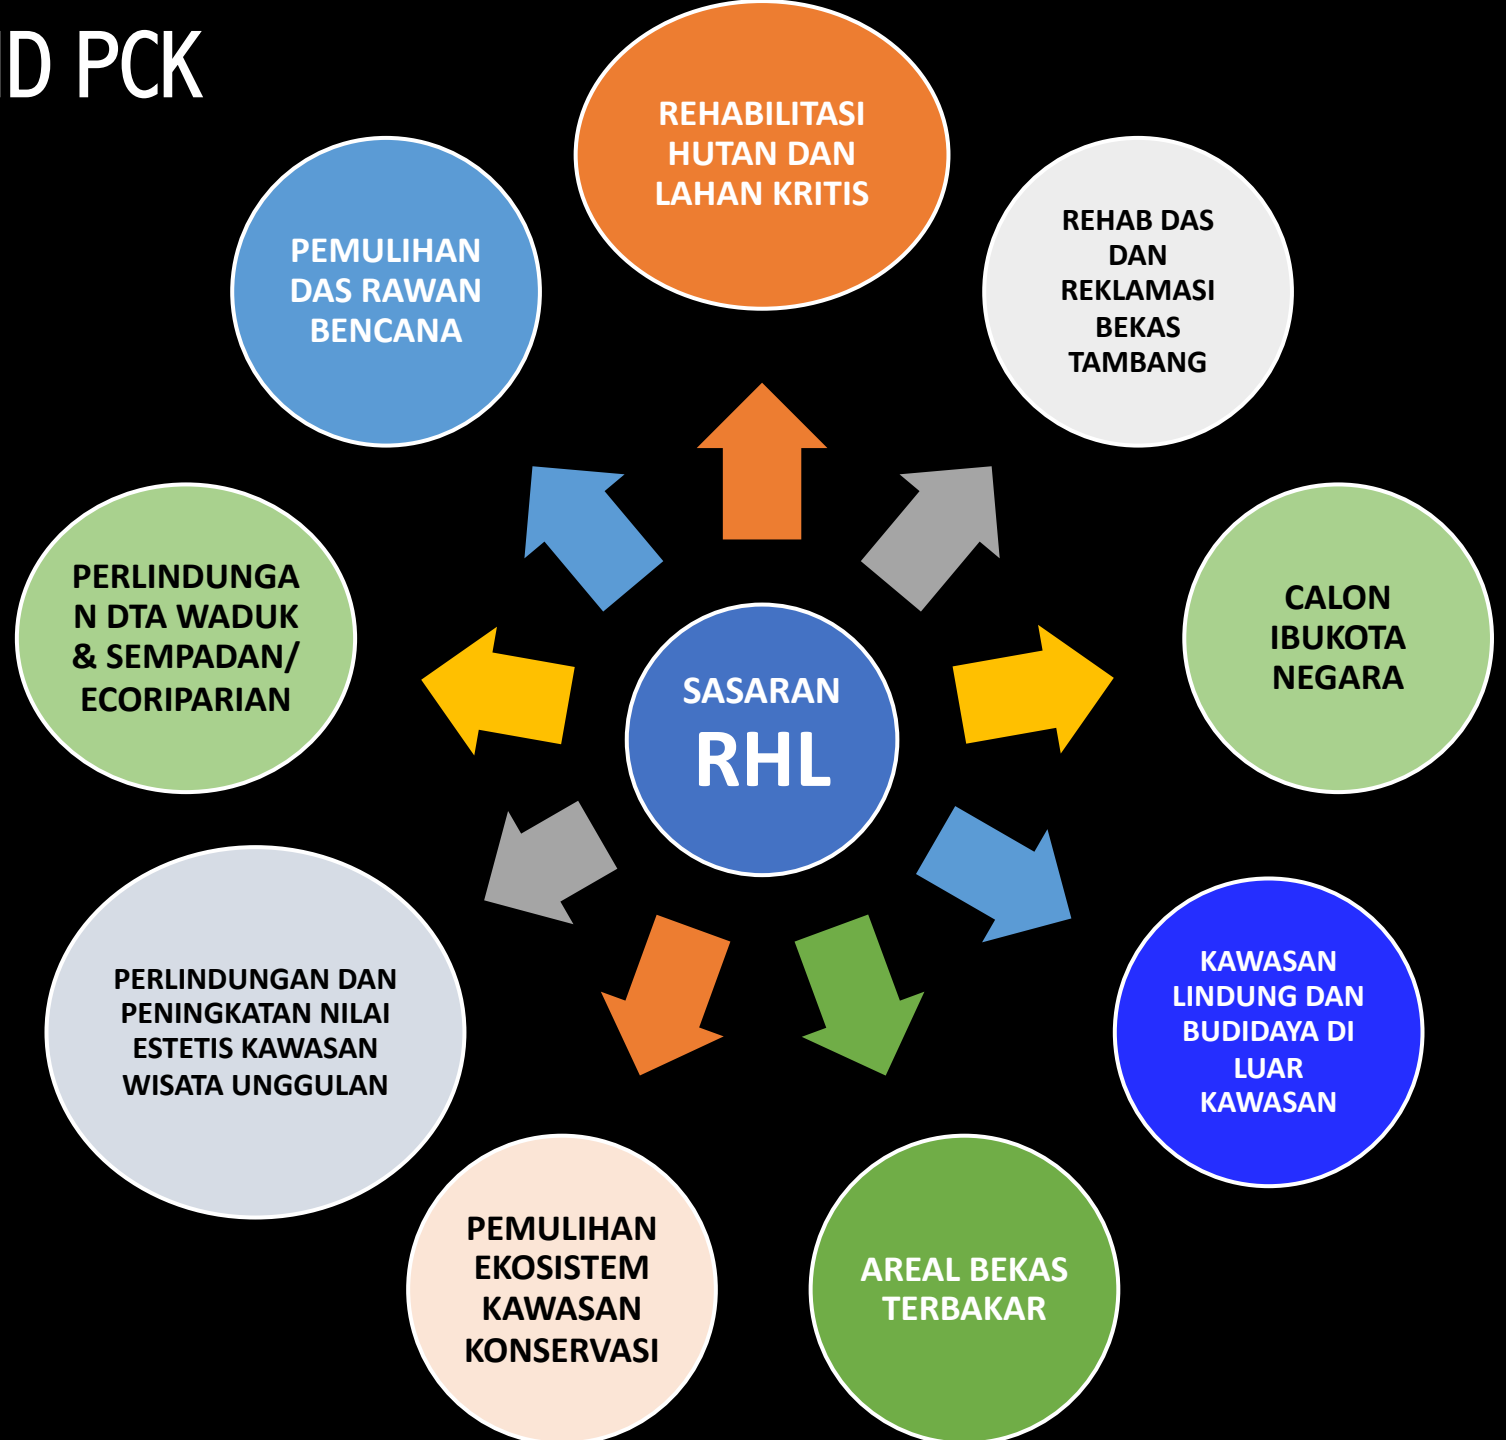 D PCK
REHABILITASI
HUTAN DAN
LAHAN KRITIS
REHAB DAS
DAN
REKLAMASI
BEKAS
TAMBANG
CALON
IBUKOTA
NEGARA
KAWASAN
LINDUNG DAN
BUDIDAYA DI
LUAR
KAWASAN
AREAL BEKAS
TERBAKAR
PEMULIHAN
EKOSISTEM
KAWASAN
KONSERVASI
PERLINDUNGAN DAN
PENINGKATAN NILAI
ESTETIS KAWASAN
WISATA UNGGULAN
PERLINDUNGA
N DTA WADUK
& SEMPADAN/
ECORIPARIAN
PEMULIHAN
DAS RAWAN
BENCANA
SASARAN
RHL